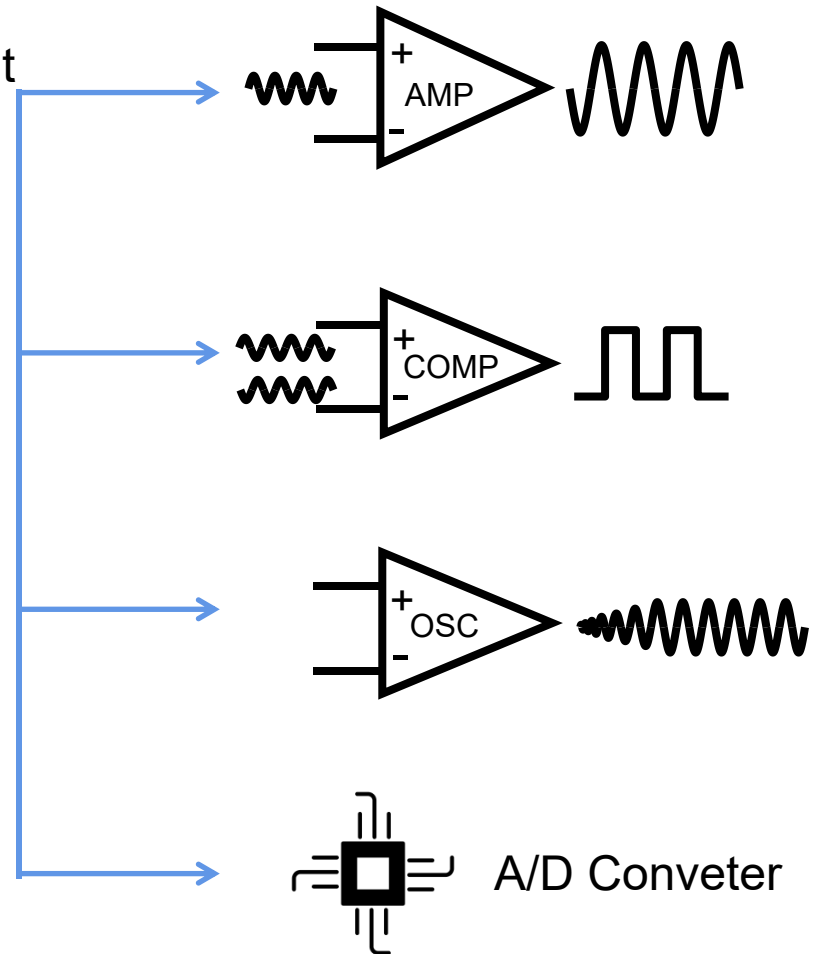 t
+
AMP
-
+
COMP
-
+
OSC
-
A/D Conveter